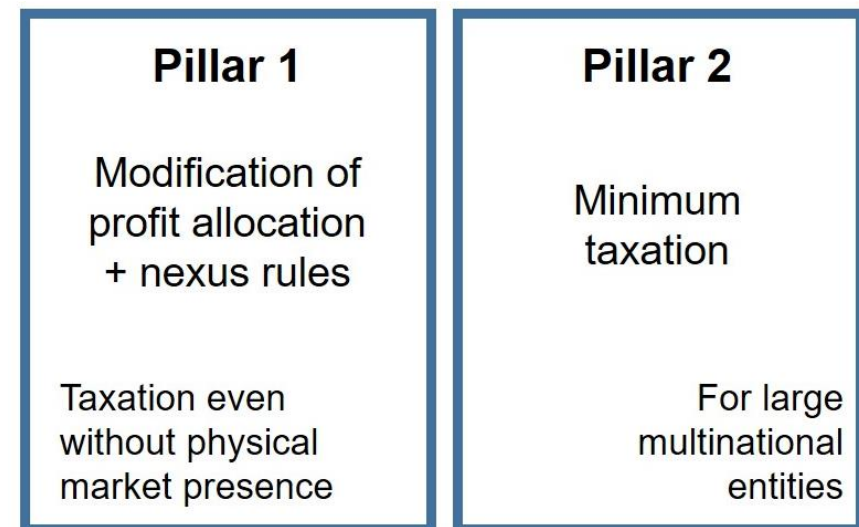 Pillar 1
Modification of
profit allocation
+ nexus rules
Taxation even
without physical
market presence
Pillar 2
Minimum
taxation
For large
multinational
entities